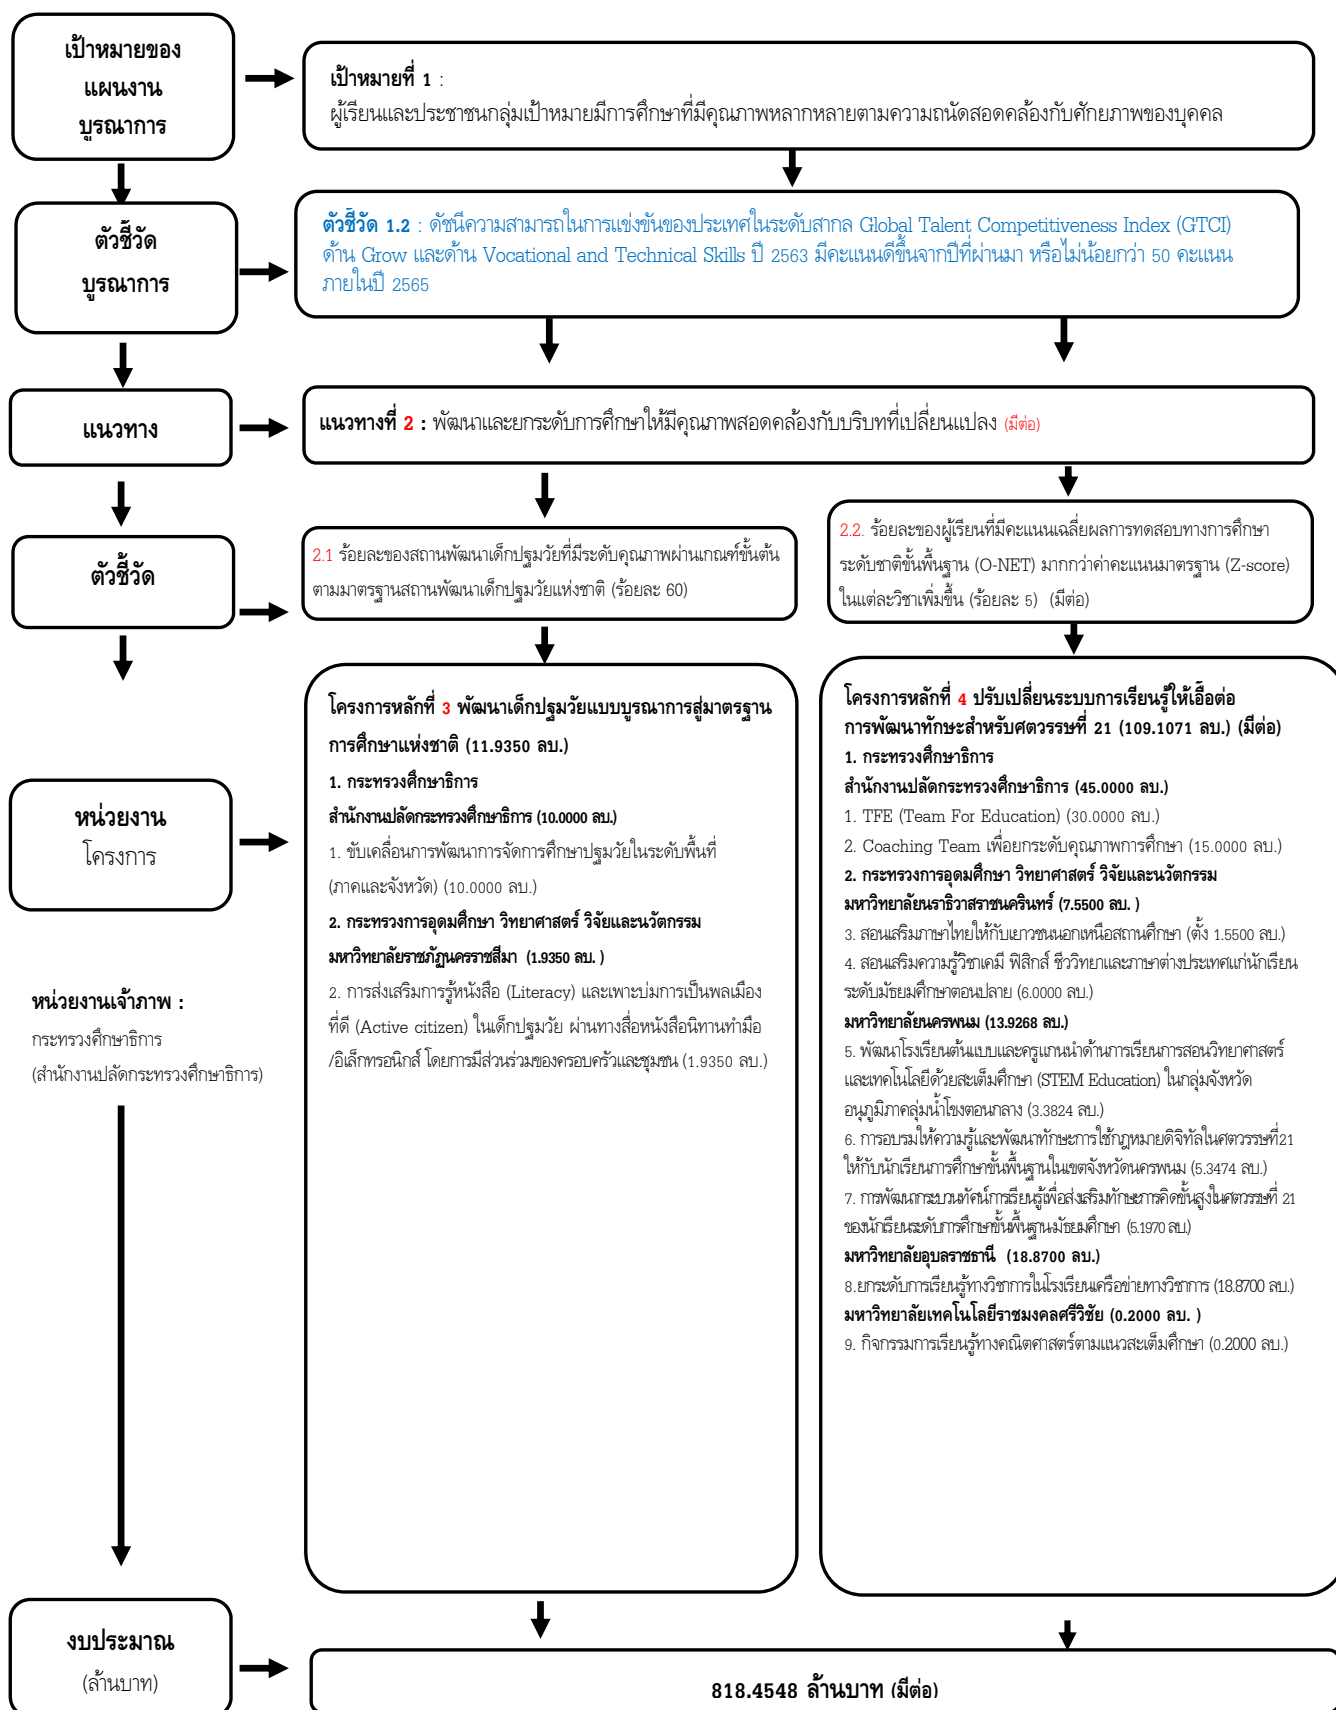 เป้าหมายของ
แผนงาน
บูรณาการ
เป้าหมายที่ 1 :
ผู้เรียนและประชาชนกลุ่มเป้าหมายมีการศึกษาที่มีคุณภาพหลากหลายตามความถนัดสอดคล้องกับศักยภาพของบุคคล
ตัวชี้วัด
บูรณาการ
ตัวชี้วัด 1.2 : ดัชนีความสามารถในการแข่งขันของประเทศในระดับสากล Global Talent Competitiveness Index (GTCI)
ด้าน Grow และด้าน Vocational and Technical Skills ปี 2563 มีคะแนนดีขึ้นจากปีที่ผ่านมา หรือไม่น้อยกว่า 50 คะแนน
ภายในปี 2565
แนวทาง
แนวทางที่ 2 : พัฒนาและยกระดับการศึกษาให้มีคุณภาพสอดคล้องกับบริบทที่เปลี่ยนแปลง (มีต่อ)
ตัวชี้วัด
2.1 ร้อยละของสถานพัฒนาเด็กปฐมวัยที่มีระดับคุณภาพผ่านเกณฑ์ขั้นต้น
ตามมาตรฐานสถานพัฒนาเด็กปฐมวัยแห่งชาติ (ร้อยละ 60)
2.2. ร้อยละของผู้เรียนที่มีคะแนนเฉลี่ยผลการทดสอบทางการศึกษา
ระดับชาติขั้นพื้นฐาน (O-NET) มากกว่าค่าคะแนนมาตรฐาน (Z-score)
ในแต่ละวิชาเพิ่มขึ้น (ร้อยละ 5) (มีต่อ)
หน่วยงาน
โครงการ
โครงการหลักที่ 3 พัฒนาเด็กปฐมวัยแบบบูรณาการสู่มาตรฐาน
การศึกษาแห่งชาติ (11.9350 ลบ.)
1. กระทรวงศึกษาธิการ
สำนักงานปลัดกระทรวงศึกษาธิการ (10.0000 ลบ.)
1. ขับเคลื่อนการพัฒนาการจัดการศึกษาปฐมวัยในระดับพื้นที่
(ภาคและจังหวัด) (10.0000 ลบ.)
2. กระทรวงการอุดมศึกษา วิทยาศาสตร์ วิจัยและนวัตกรรม
มหาวิทยาลัยราชภัฏนครราชสีมา (1.9350 ลบ. )
2. การส่งเสริมการรู้หนังสือ (Literacy) และเพาะบ่มการเป็นพลเมือง
ที่ดี (Active citizen) ในเด็กปฐมวัย ผ่านทางสื่อหนังสือนิทานทำมือ
/อิเล็กทรอนิกส์ โดยการมีส่วนร่วมของครอบครัวและชุมชน (1.9350 ลบ.)
โครงการหลักที่ 4 ปรับเปลี่ยนระบบการเรียนรู้ให้เอื้อต่อ
การพัฒนาทักษะสำหรับศตวรรษที่ 21 (109.1071 ลบ.) (มีต่อ)
1. กระทรวงศึกษาธิการ
สำนักงานปลัดกระทรวงศึกษาธิการ (45.0000 ลบ.)
1. TFE (Team For Education) (30.0000 ลบ.)
2. Coaching Team เพื่อยกระดับคุณภาพการศึกษา (15.0000 ลบ.)
2. กระทรวงการอุดมศึกษา วิทยาศาสตร์ วิจัยและนวัตกรรม
มหาวิทยาลัยนราธิวาสราชนครินทร์ (7.5500 ลบ. )
3. สอนเสริมภาษาไทยให้กับเยาวชนนอกเหนือสถานศึกษา (ตั้ง 1.5500 ลบ.)
4. สอนเสริมความรู้วิชาเคมี ฟิสิกส์ ชีววิทยาและภาษาต่างประเทศแก่นักเรียน
ระดับมัธยมศึกษาตอนปลาย (6.0000 ลบ.)
มหาวิทยาลัยนครพนม (13.9268 ลบ.)
5. พัฒนาโรงเรียนต้นแบบและครูแกนนำด้านการเรียนการสอนวิทยาศาสตร์
และเทคโนโลยีด้วยสะเต็มศึกษา (STEM Education) ในกลุ่มจังหวัด
อนุภูมิภาคลุ่มน้ำโขงตอนกลาง (3.3824 ลบ.)
6. การอบรมให้ความรู้และพัฒนาทักษะการใช้กฎหมายดิจิทัลในศตวรรษที่21
ให้กับนักเรียนการศึกษาขั้นพื้นฐานในเขตจังหวัดนครพนม (5.3474 ลบ.)
7. การพัฒนากระบวนทัศน์การเรียนรู้เพื่อส่งเสริมทักษะการคิดขั้นสูงในศตวรรษที่ 21
ของนักเรียนระดับการศึกษาขั้นพื้นฐาน-มัธยมศึกษา (5.1970 ลบ.)
มหาวิทยาลัยอุบลราชธานี (18.8700 ลบ.)
8.ยกระดับการเรียนรู้ทางวิชาการในโรงเรียนเครือข่ายทางวิชาการ (18.8700 ลบ.)
มหาวิทยาลัยเทคโนโลยีราชมงคลศรีวิชัย (0.2000 ลบ. )
9. กิจกรรมการเรียนรู้ทางคณิตศาสตร์ตามแนวสะเต็มศึกษา (0.2000 ลบ.)
หน่วยงานเจ้าภาพ :
กระทรวงศึกษาธิการ
(สำนักงานปลัดกระทรวงศึกษาธิการ)
งบประมาณ
(ล้านบาท)
818.4548 ล้านบาท (มีต่อ)